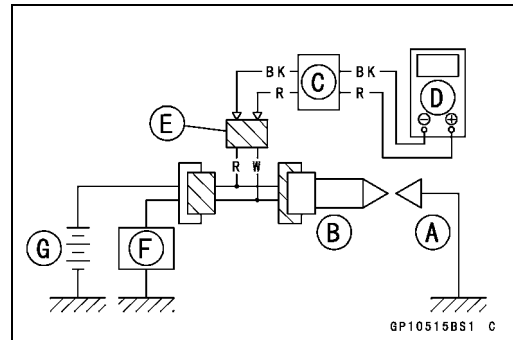 BK C BK
R R
D
⊖ ⊕
E
R W
B A
G F
GP10515BS1 C